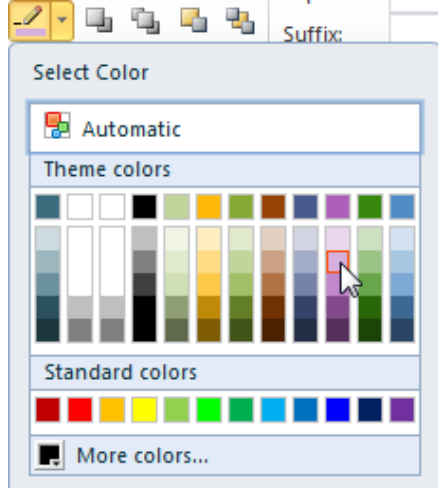 Suffix:
Select Color
Automatic
Theme colors
Standard colors
More colors...